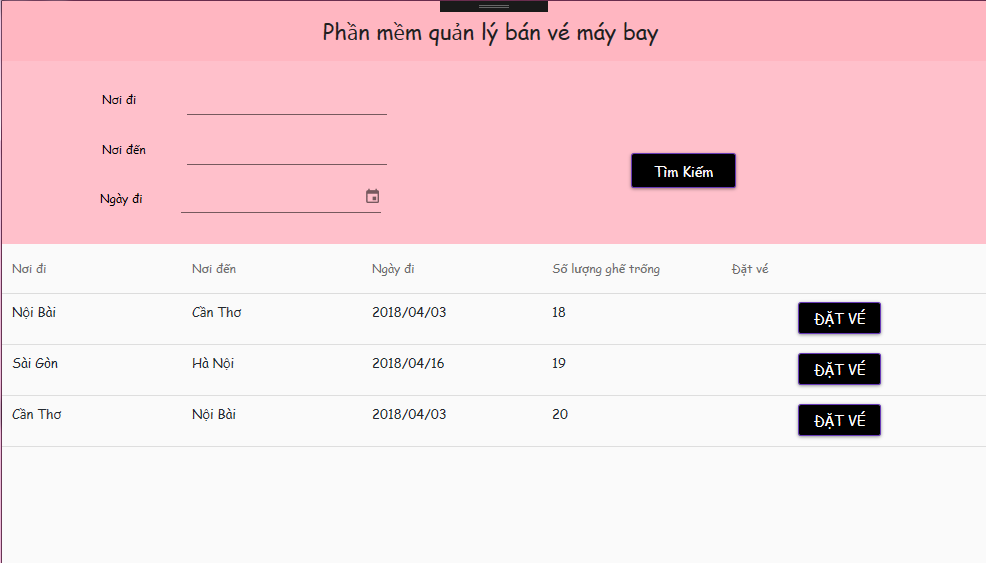 Phần mềm quản lý bán vé máy bay
Nơi đi
Nơi đến
Ngày đi
Tìm Kiếm
Nơi đi Nơi đến Ngày đi Số lượng ghế trống Đặt vé
Nội Bài Cần Thơ 2018/04/03 18 ĐẶT VÉ
Sài Gòn Hà Nội 2018/04/16 19 ĐẶT VÉ
Cần Thơ Nội Bài 2018/04/03 20 ĐẶT VÉ